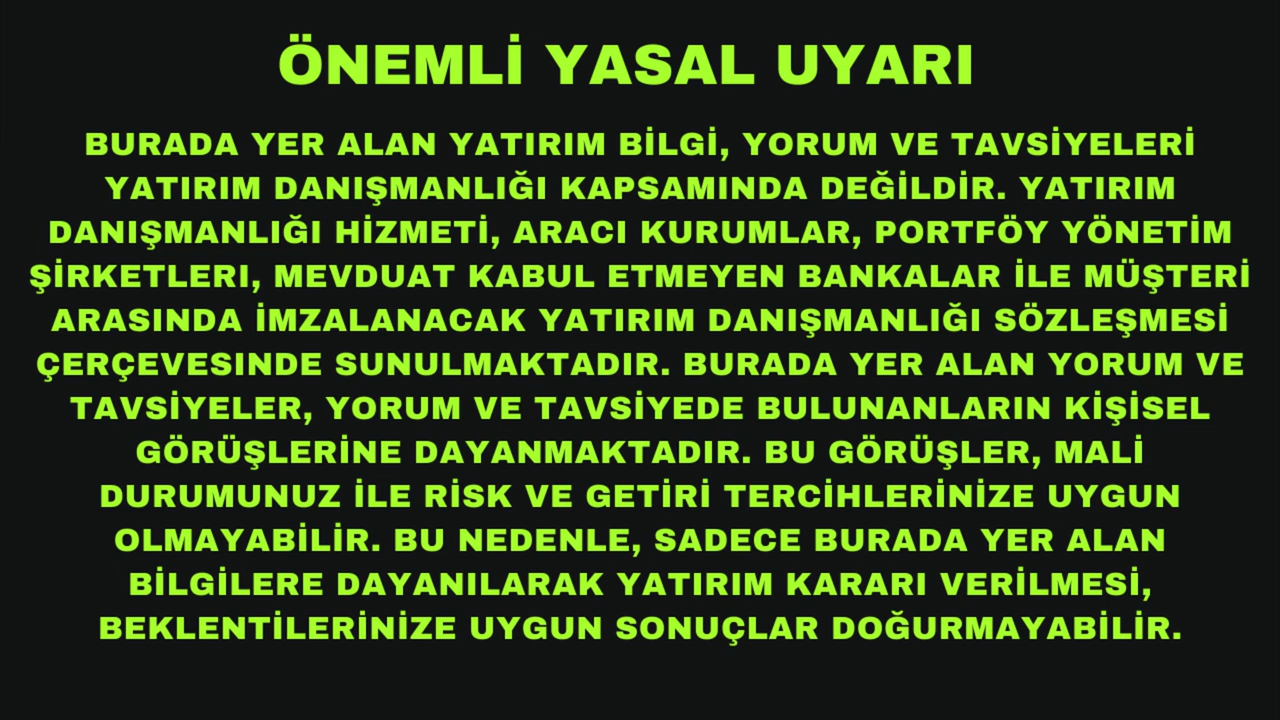 ÖNEMLİ YASAL UYARI
BURADA YER ALAN YATIRIM BİLGİ, YORUM VE TAVSİYELERİ
YATIRIM DANIŞMANLIĞI KAPSAMINDA DEĞİLDİR. YATIRIM
DANIŞMANLIĞI HİZMETİ, ARACI KURUMLAR, PORTFÖY YÖNETİM
ŞİRKETLERI, MEVDUAT KABUL ETMEYEN BANKALAR İLE MÜŞTERİ
ARASINDA İMZALANACAK YATIRIM DANIŞMANLIĞI SÖZLEŞMESİ
ÇERÇEVESINDE SUNULMAKTADIR. BURADA YER ALAN YORUM VE
TAVSİYELER, YORUM VE TAVSİYEDE BULUNANLARIN KİŞİSEL
GÖRÜŞLERİNE DAYANMAKTADIR. BU GÖRÜŞLER, MALİ
DURUMUNUZ İLE RİSK VE GETİRİ TERCİHLERİNİZE UYGUN
OLMAYABİLİR. BU NEDENLE, SADECE BURADA YER ALAN
BİLGİLERE DAYANILARAK YATIRIM KARARI VERİLMESİ,
BEKLENTİLERİNİZE UYGUN SONUÇLAR DOĞURMAYABİLİR.